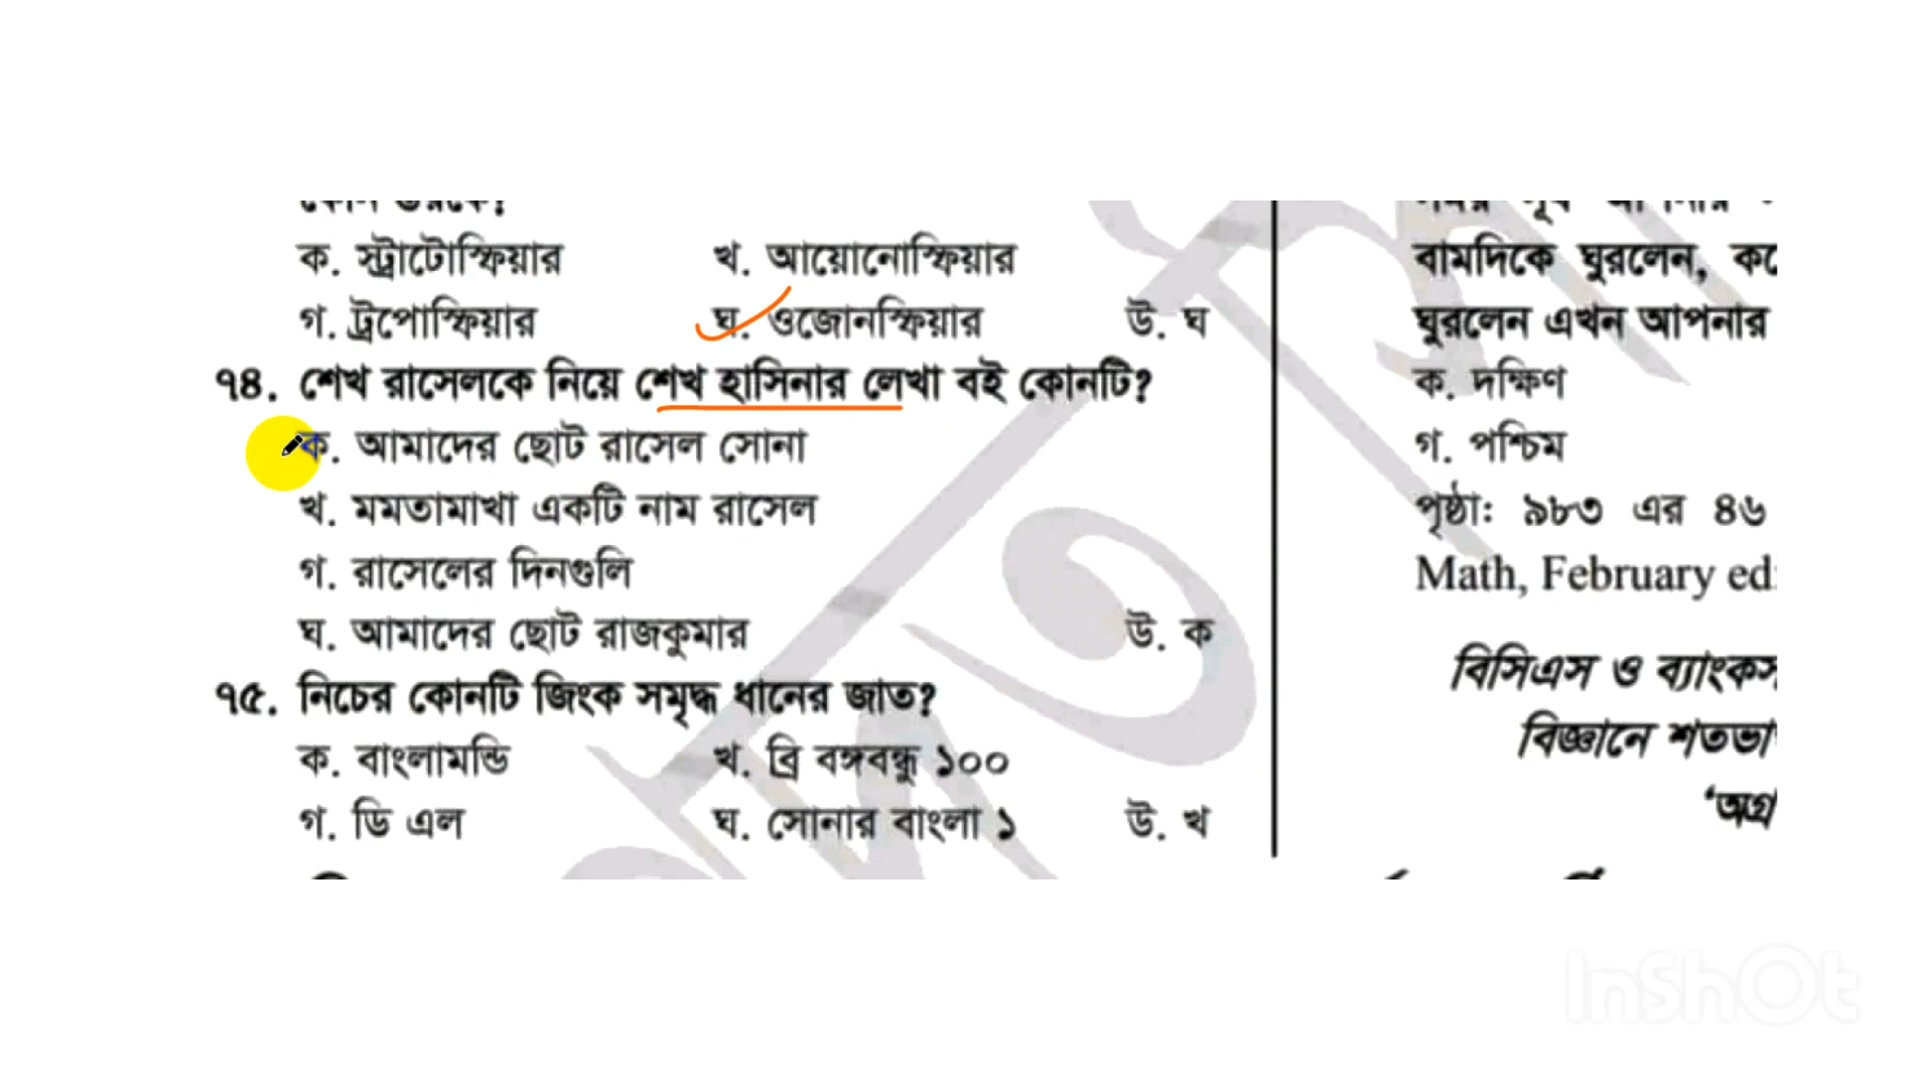 ক. স্ট্রাটোস্ফিয়ার খ. আয়োনোস্ফিয়ার
গ. ট্রপোস্ফিয়ার ঘ. ওজোনস্ফিয়ার উ. ঘ
৭৪. শেখ রাসেলকে নিয়ে শেখ হাসিনার লেখা বই কোনটি?
ক. আমাদের ছোট রাসেল সোনা
খ. মমতামাখা একটি নাম রাসেল
গ. রাসেলের দিনগুলি
ঘ. আমাদের ছোট রাজকুমার উ. ক
৭৫. নিচের কোনটি জিংক সমৃদ্ধ ধানের জাত?
ক. বাংলামন্ডি খ. ব্রি বঙ্গবন্ধু ১০০
গ. ডি এল ঘ. সোনার বাংলা ১ উ. খ
বামদিকে ঘুরলেন,
ঘুরলেন এখন আপনার
ক. দক্ষিণ
গ. পশ্চিম
পৃষ্ঠা: ৯৮৩ এর ৪৬
Math, February
বিসিএস ও
বিজ্ঞানে
InShOt